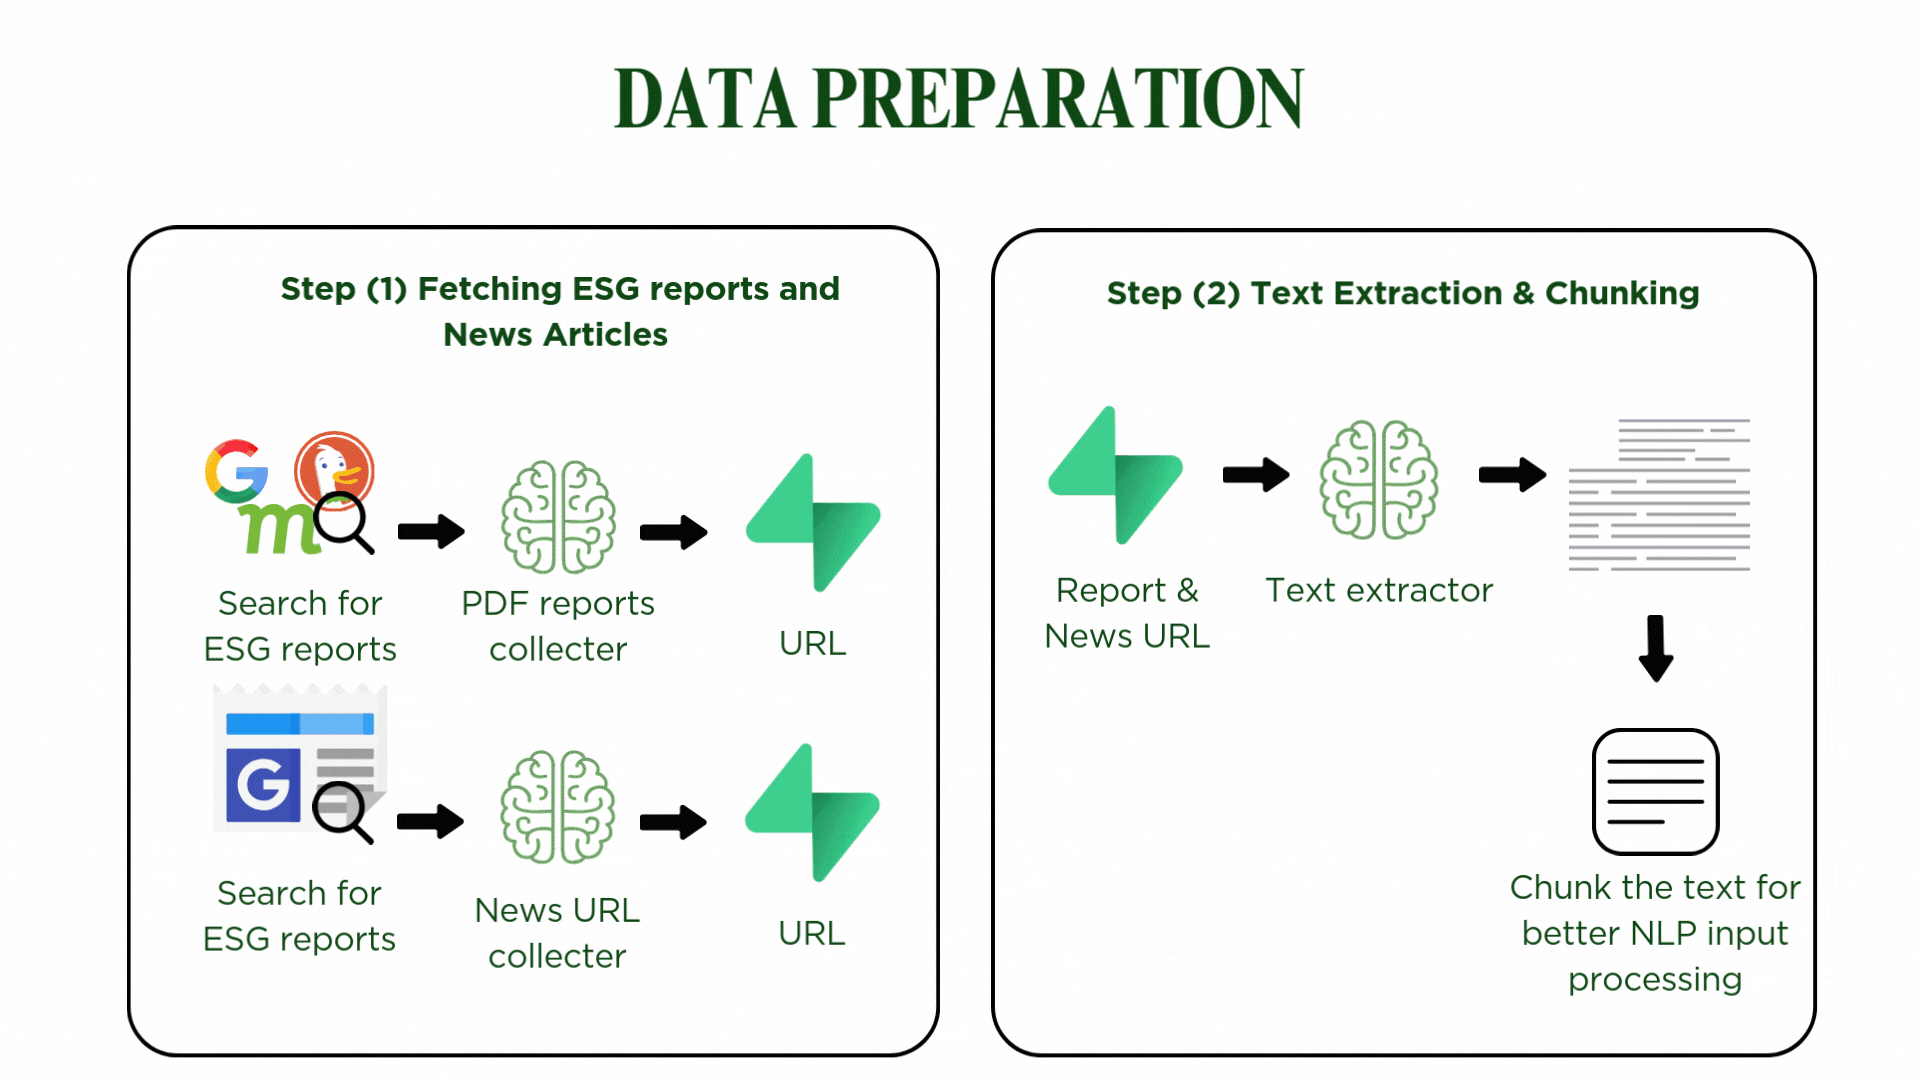 DATA PREPARATION
Step (1) Fetching ESG reports and
News Articles
Search for
ESG reports
PDF reports
collecter
URL
G
Search for
ESG reports
News URL
collecter
URL
Step (2) Text Extraction & Chunking
Report &
News URL
Text extractor
Chunk the text for
better NLP input
processing